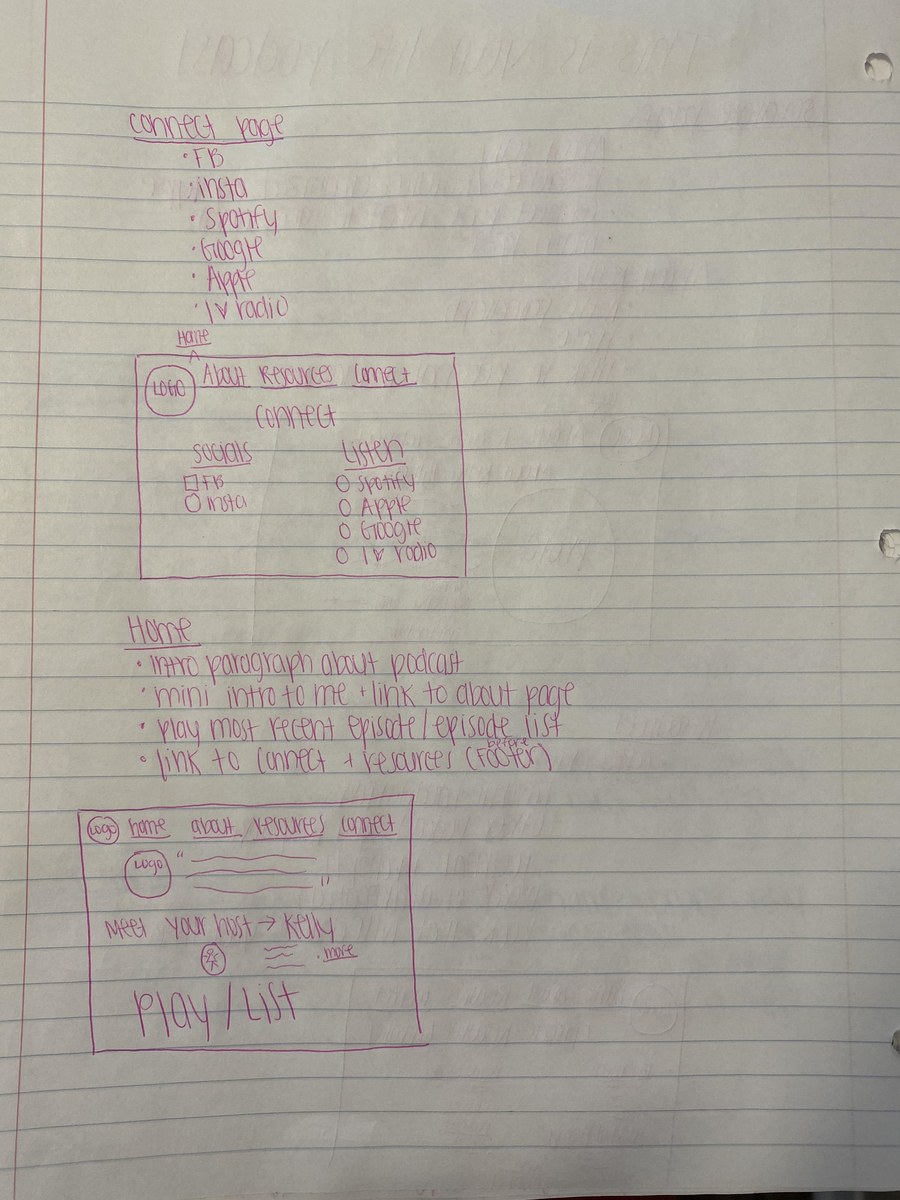 connect page
• FB
• insta
• Spotify
• Google
• Apple
• I ♥ radio
Home
LOGO About Resources Connect
connect
socials Listen
FB Spotify
insta Apple
Google
I ♥ radio
Home
• intro paragraph about podcast
• mini intro to me + link to about page
• play most recent episode/episode list
• link to connect + resources (before footer)
Logo home about resources connect
Logo “
”
Meet your host → Kelly
more
Play / List